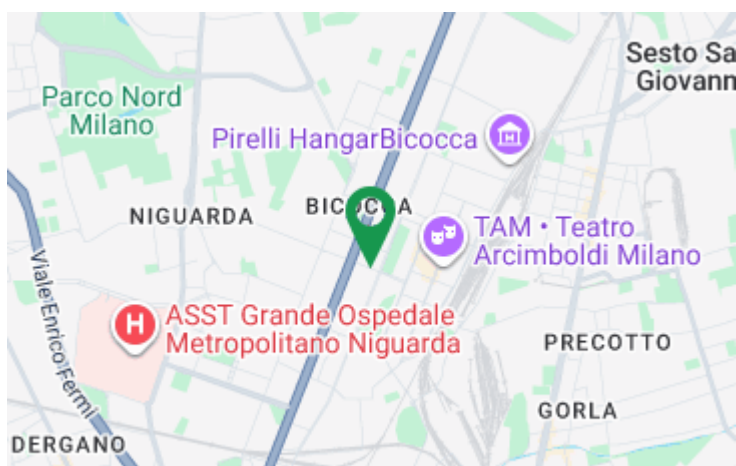 Sesto Sa
Giovann
Parco Nord
Milano
Pirelli HangarBicocca
BICOCCA
NIGUARDA
TAM • Teatro
Arcimboldi Milano
Viale Enrico Fermi
H
ASST Grande Ospedale
Metropolitano Niguarda
PRECOTTO
GORLA
DERGANO